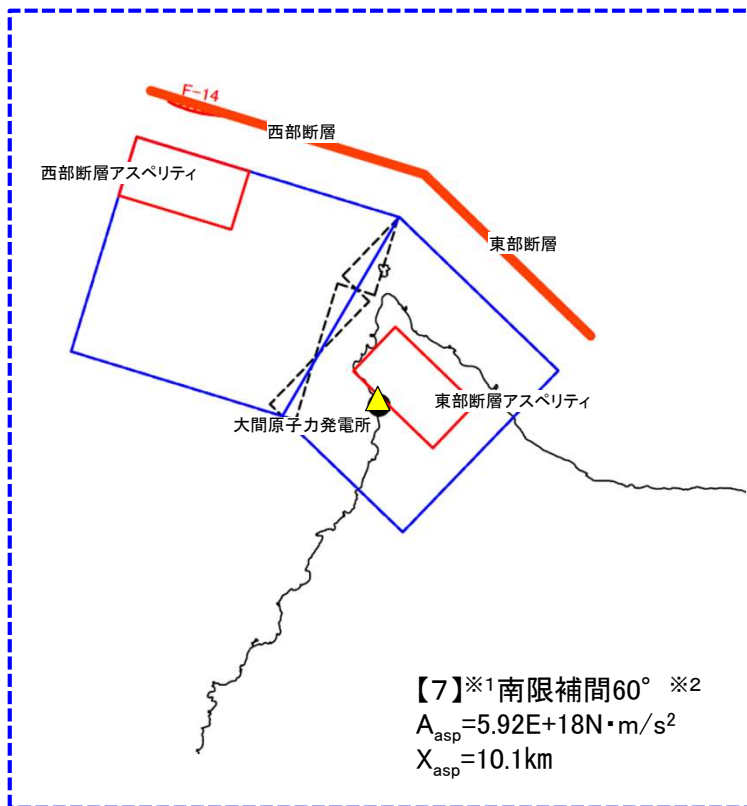 F-14
西部断層
西部断層アスペリティ
東部断層
東部断層アスペリティ
大間原子力発電所
【7】※1南限補間60° ※2
Aasp=5.92E+18N・m/s2
Xasp=10.1km